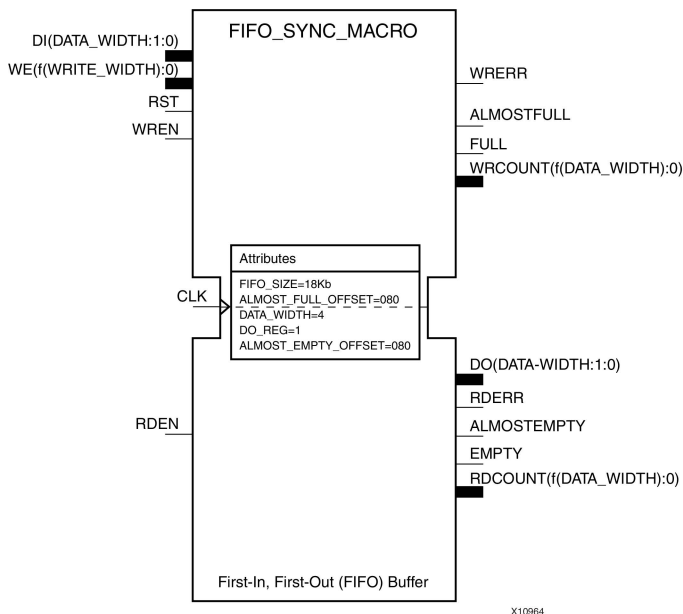 FIFO_SYNC_MACRO
DI(DATA_WIDTH:1:0)
WE(f(WRITE_WIDTH):0)
RST
WREN
WRERR
ALMOSTFULL
FULL
WRCOUNT(f(DATA_WIDTH):0)
Attributes
FIFO_SIZE=18Kb
ALMOST_FULL_OFFSET=080
DATA_WIDTH=4
DO_REG=1
ALMOST_EMPTY_OFFSET=080
CLK
RDEN
DO(DATA-WIDTH:1:0)
RDERR
ALMOSTEMPTY
EMPTY
RDCOUNT(f(DATA_WIDTH):0)
First-In, First-Out (FIFO) Buffer
X10964